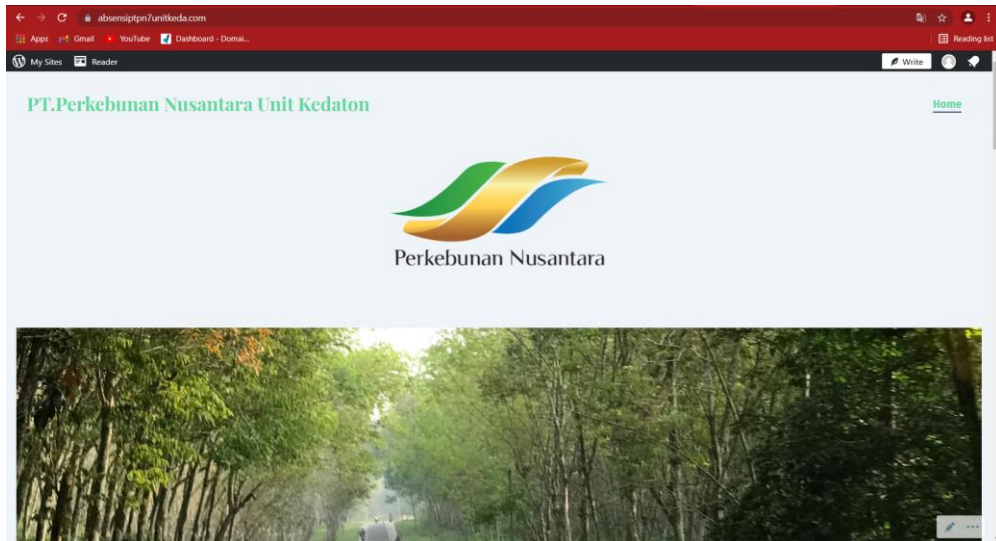 absensiptpn7unitkeda.com
Apps Gmail YouTube Dashboard - Domai... Reading list
My Sites Reader Write
PT.Perkebunan Nusantara Unit Kedaton Home
Perkebunan Nusantara